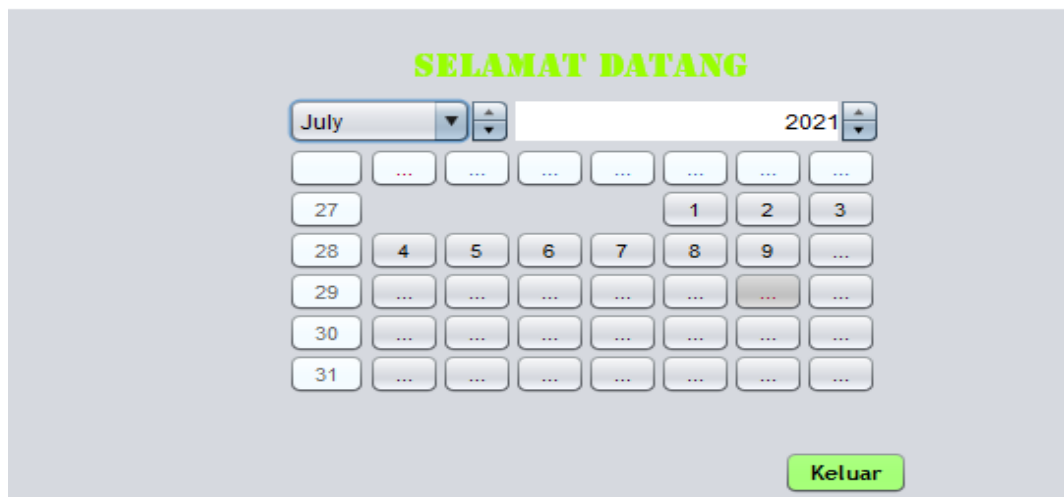 SELAMAT DATANG
July 2021
... ... ... ... ... ... ...
27 1 2 3
28 4 5 6 7 8 9 ...
29 ... ... ... ... ... ... ...
30 ... ... ... ... ... ... ...
31 ... ... ... ... ... ... ...
Keluar